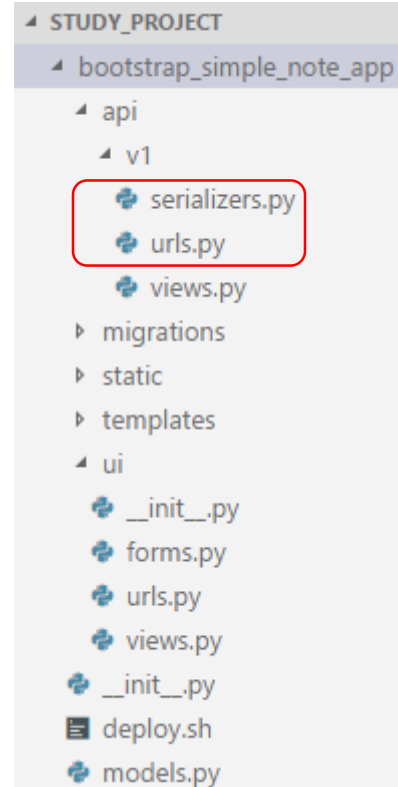 STUDY_PROJECT
bootstrap_simple_note_app
api
v1
serializers.py
urls.py
views.py
migrations
static
templates
ui
__init__.py
forms.py
urls.py
views.py
__init__.py
deploy.sh
models.py